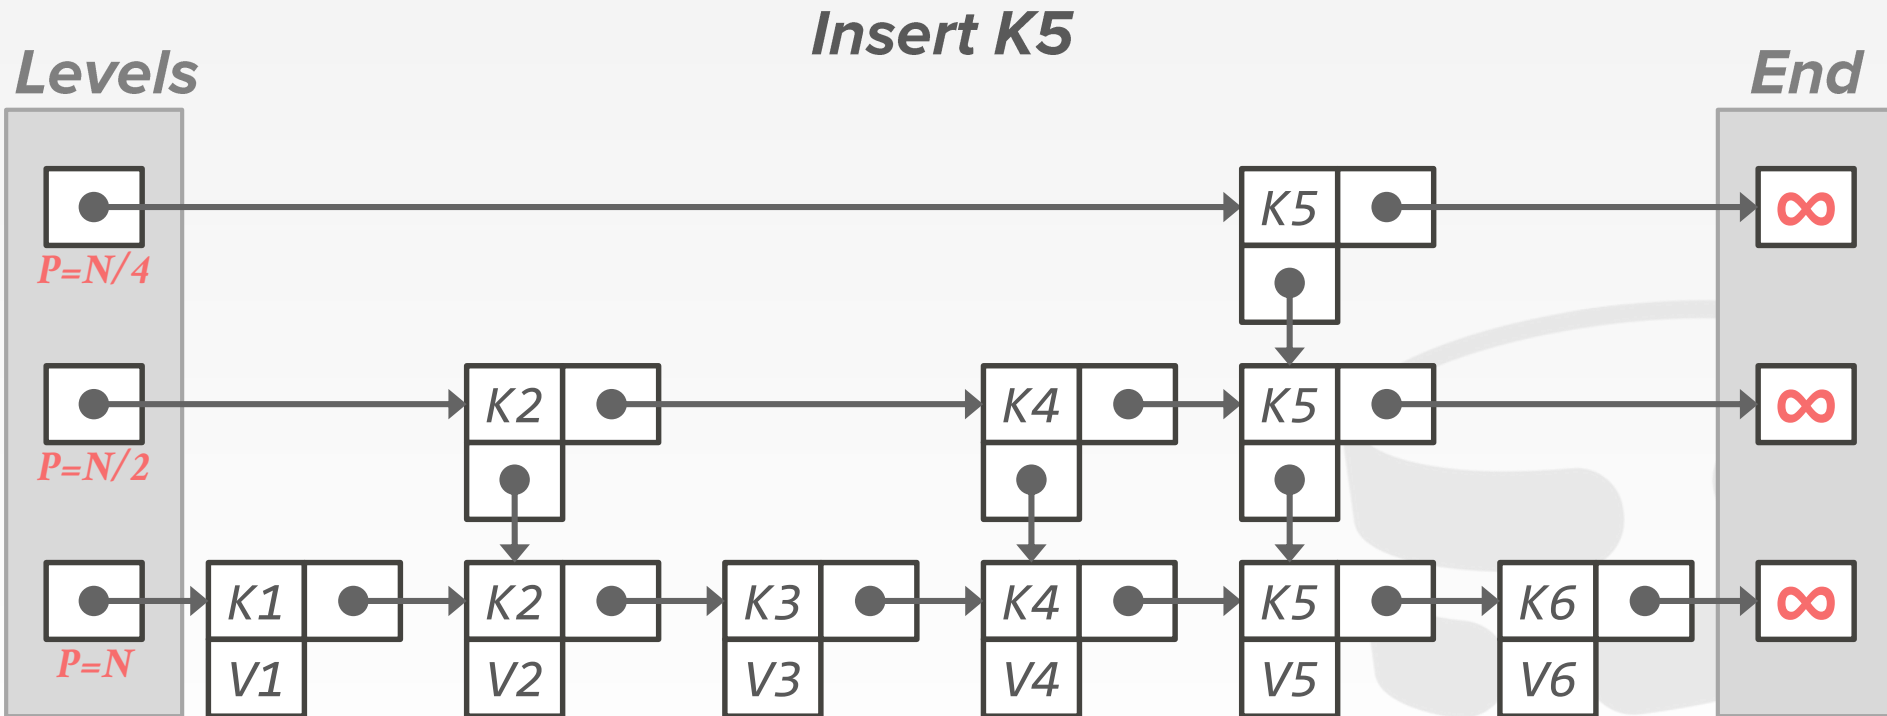 Insert K5
Levels
End
K5
∞
P=N/4
K2
K4
K5
∞
P=N/2
K1
K2
K3
K4
K5
K6
∞
P=N
V1
V2
V3
V4
V5
V6